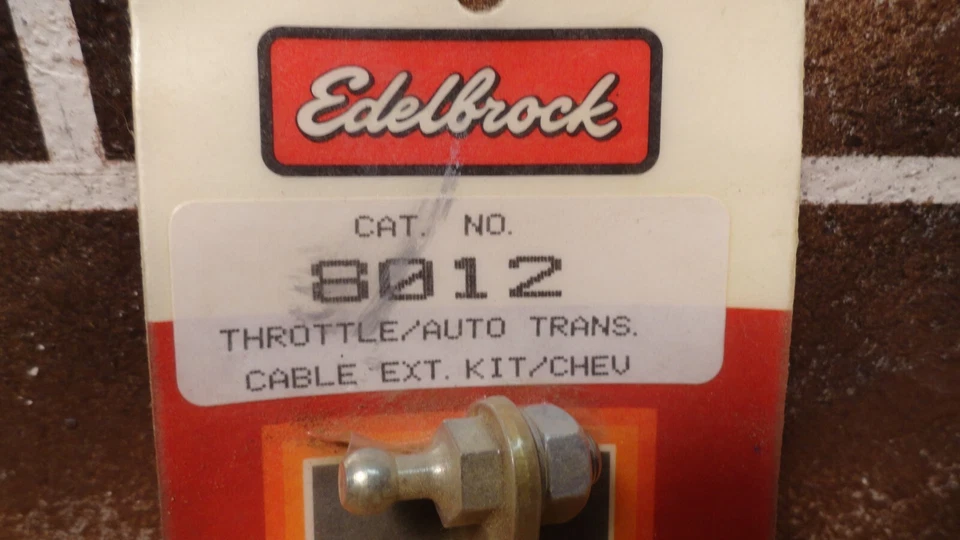 Edelbrock
CAT. NO.
8012
THROTTLE/AUTO TRANS.
CABLE EXT. KIT/CHEV